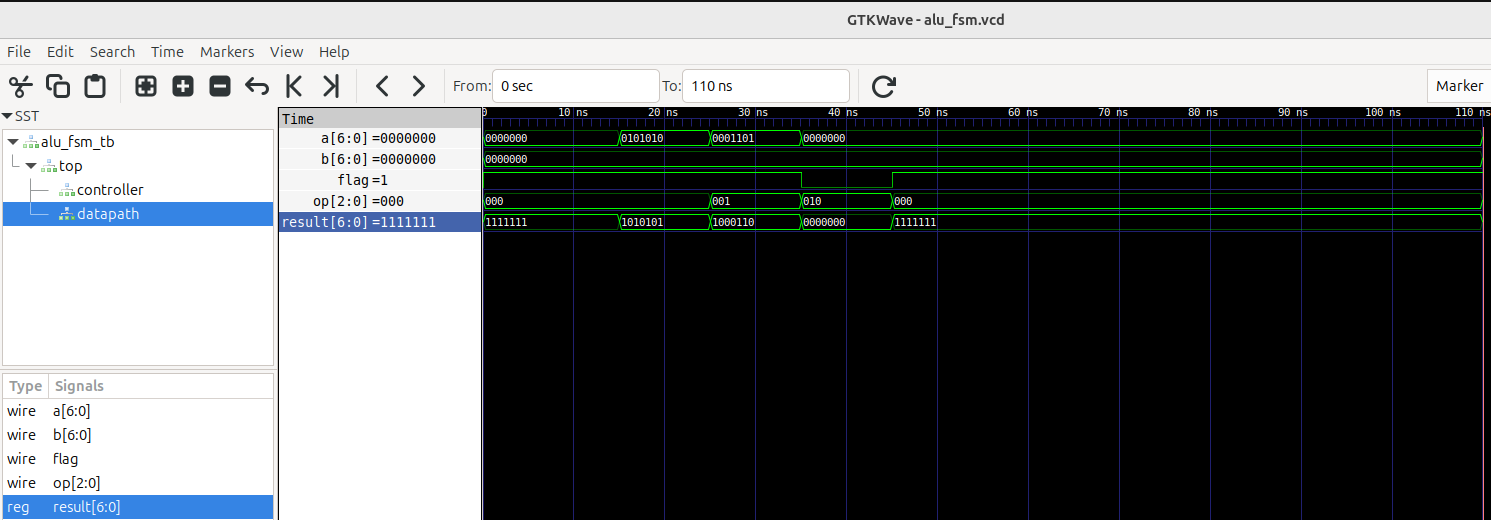 GTKWave - alu_fsm.vcd
File Edit Search Time Markers View Help
From: 0 sec To: 110 ns Marker
SST
alu_fsm_tb
top
controller
datapath
Type Signals
wire a[6:0]
wire b[6:0]
wire flag
wire op[2:0]
reg result[6:0]
Time
a[6:0] =0000000
b[6:0] =0000000
flag =1
op[2:0] =000
result[6:0] =1111111
0 10 ns 20 ns 30 ns 40 ns 50 ns 60 ns 70 ns 80 ns 90 ns 100 ns 110 ns
0000000 0101010 0001101 0000000
0000000
000 001 010 000
1111111 1010101 1000110 0000000 1111111